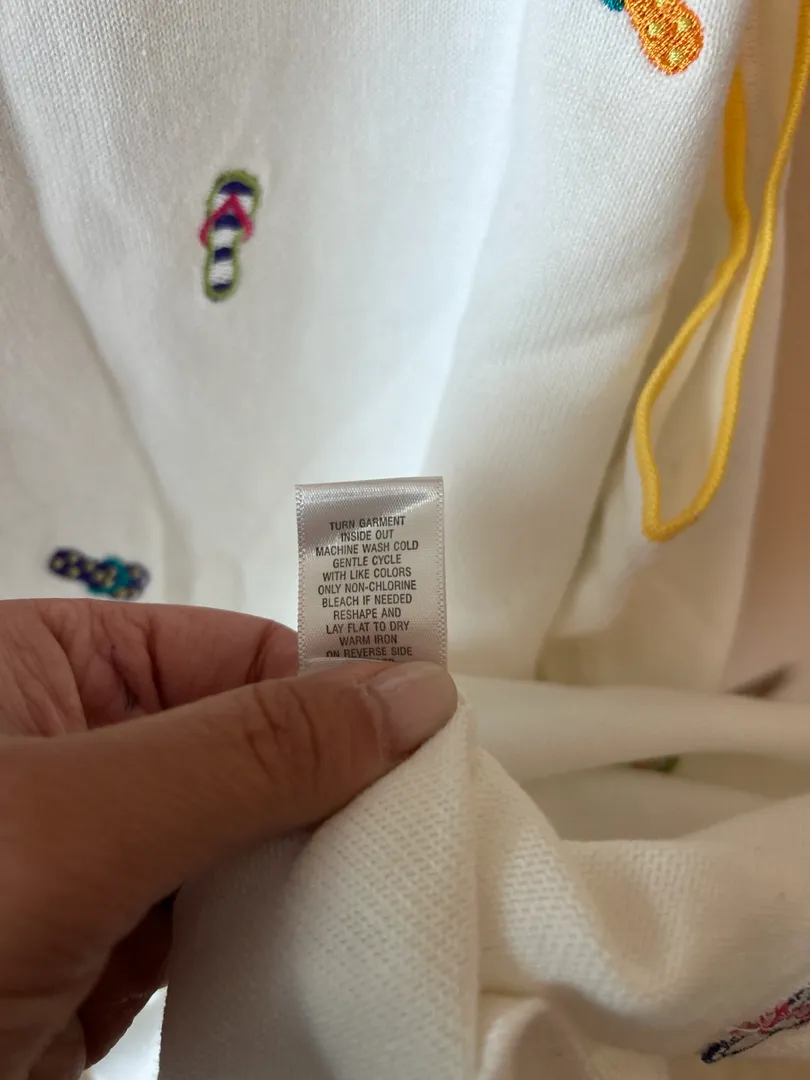 TURN GARMENT
INSIDE OUT
MACHINE WASH COLD
GENTLE CYCLE
WITH LIKE COLORS
ONLY NON-CHLORINE
BLEACH IF NEEDED
RESHAPE AND
LAY FLAT TO DRY
WARM IRON
ON REVERSE SIDE